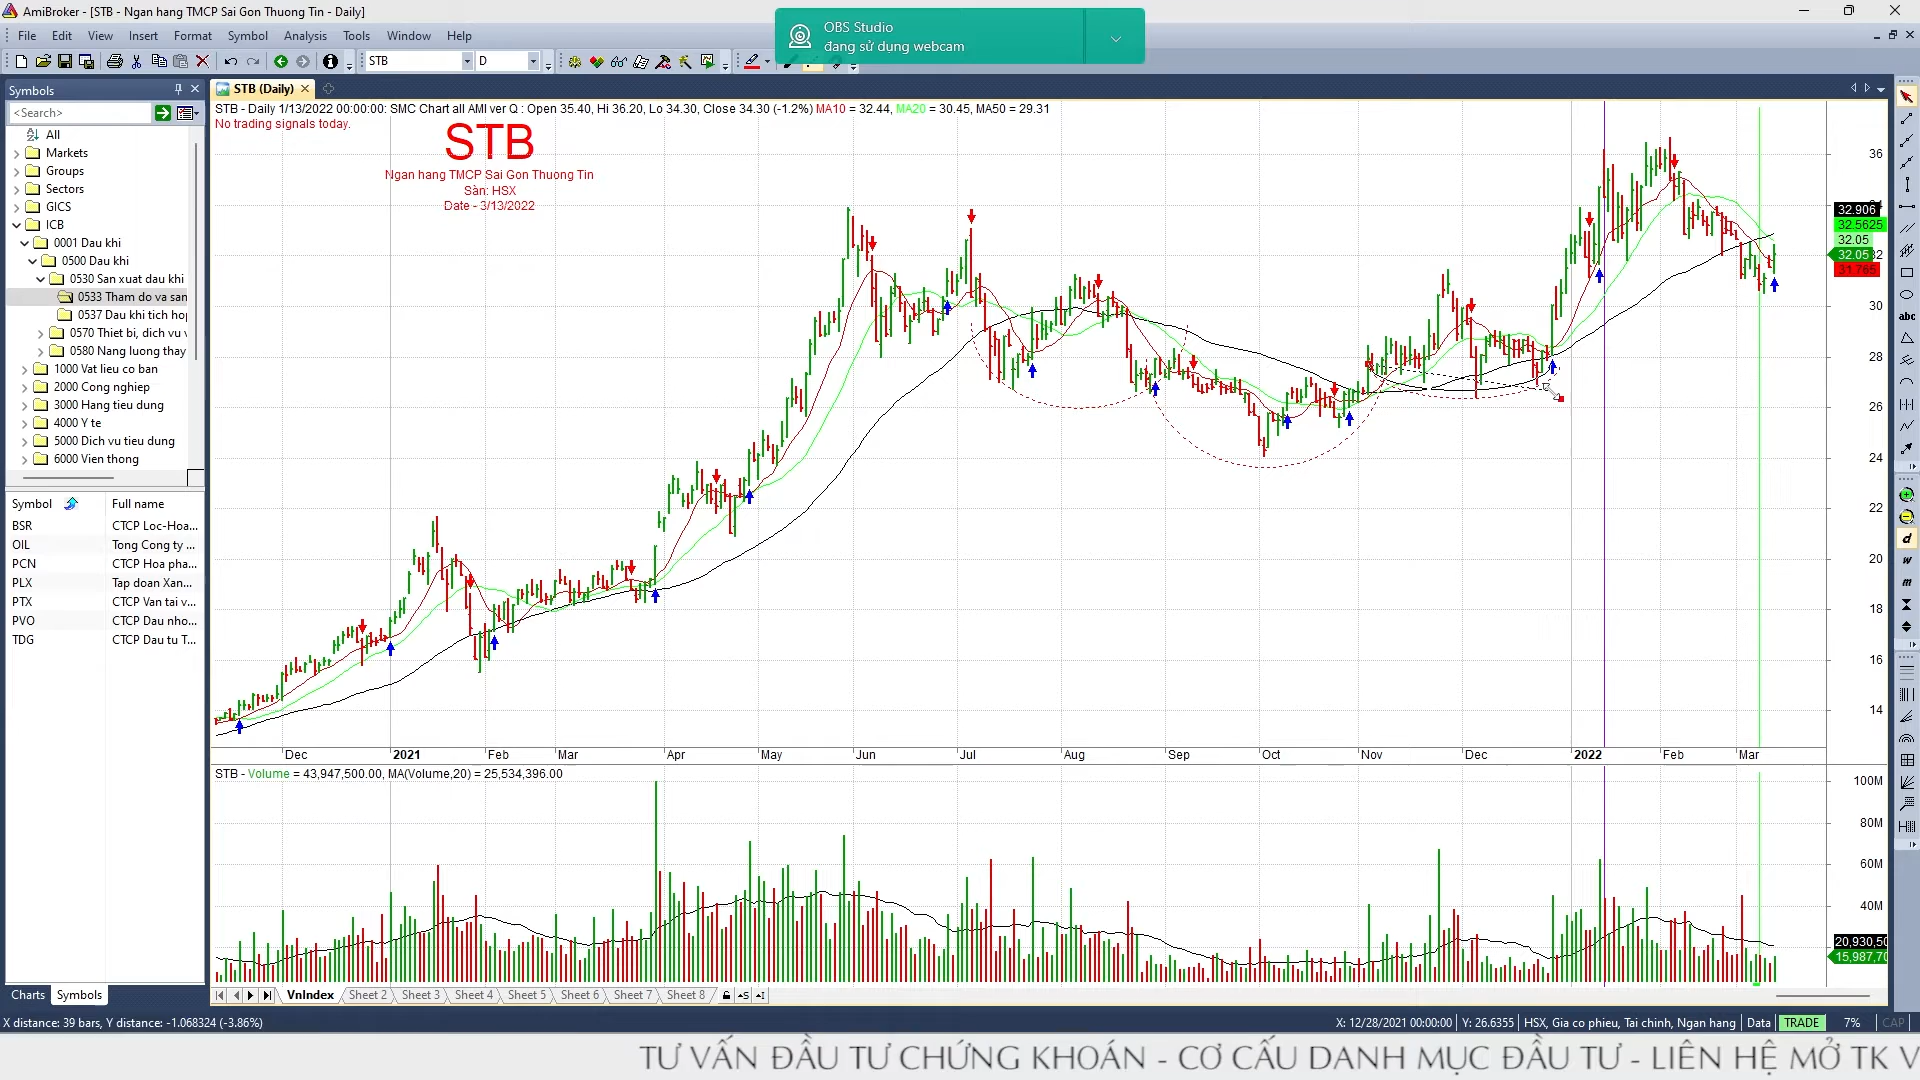 AmiBroker - [STB - Ngan hang TMCP Sai Gon Thuong Tin - Daily]
OBS Studio
đang sử dụng webcam
File Edit View Insert Format Symbol Analysis Tools Window Help
STB D
Symbols
STB (Daily)
<Search>
All
Markets
Groups
Sectors
GICS
ICB
0001 Dau khi
0500 Dau khi
0530 San xuat dau khi
0533 Tham do va san
0537 Dau khi tich hop
0570 Thiet bi, dich vu v
0580 Nang luong thay
1000 Vat lieu co ban
2000 Cong nghiep
3000 Hang tieu dung
4000 Y te
5000 Dich vu tieu dung
6000 Vien thong
Symbol Full name
BSR CTCP Loc-Hoa...
OIL Tong Cong ty ...
PCN CTCP Hoa pha...
PLX Tap doan Xan...
PTX CTCP Van tai v...
PVO CTCP Dau nho...
TDG CTCP Dau tu T...
Charts Symbols
STB - Daily 1/13/2022 00:00:00: SMC Chart all AMI ver Q : Open 35.40, Hi 36.20, Lo 34.30, Close 34.30 (-1.2%) MA10 = 32.44, MA20 = 30.45, MA50 = 29.31
No trading signals today.
STB
Ngan hang TMCP Sai Gon Thuong Tin
Sàn: HSX
Date - 3/13/2022
36
32.906
32.5625
32.05
32.05
32
31.765
30
28
26
24
22
20
18
16
14
Dec 2021 Feb Mar Apr May Jun Jul Aug Sep Oct Nov Dec 2022 Feb Mar
STB - Volume = 43,947,500.00, MA(Volume,20) = 25,534,396.00
100M
80M
60M
40M
20,930,50
15,987,70
abc
d
w
m
VnIndex Sheet 2 Sheet 3 Sheet 4 Sheet 5 Sheet 6 Sheet 7 Sheet 8
X distance: 39 bars, Y distance: -1.068324 (-3.86%)
X: 12/28/2021 00:00:00 Y: 26.6355 HSX, Gia co phieu, Tai chinh, Ngan hang Data TRADE 7% CAP
TƯ VẤN ĐẦU TƯ CHỨNG KHOÁN - CƠ CẤU DANH MỤC ĐẦU TƯ - LIÊN HỆ MỞ TK V